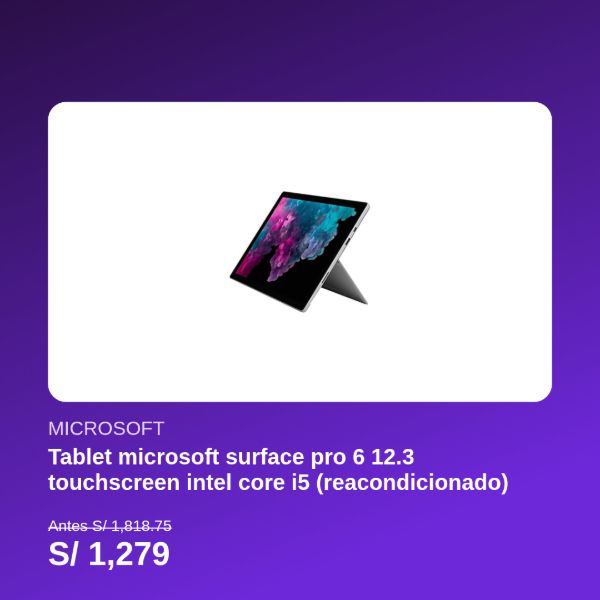 MICROSOFT
Tablet microsoft surface pro 6 12.3
touchscreen intel core i5 (reacondicionado)
Antes S/ 1,818.75
S/ 1,279